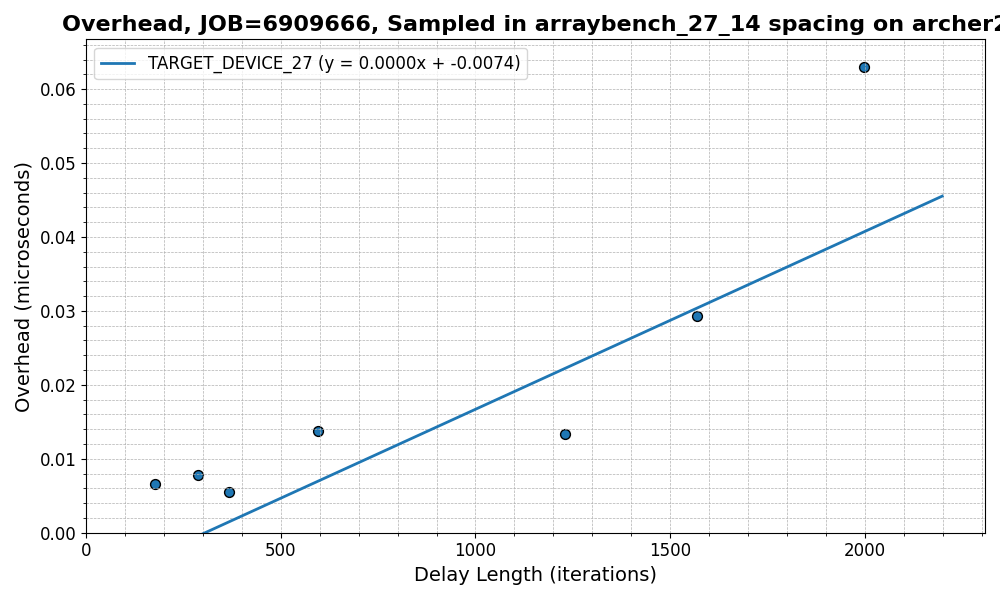 Overhead, JOB=6909666, Sampled in arraybench_27_14 spacing on archer2
TARGET_DEVICE_27 (y = 0.0000x + -0.0074)
Overhead (microseconds)
0.06
0.05
0.04
0.03
0.02
0.01
0.00
0 500 1000 1500 2000
Delay Length (iterations)